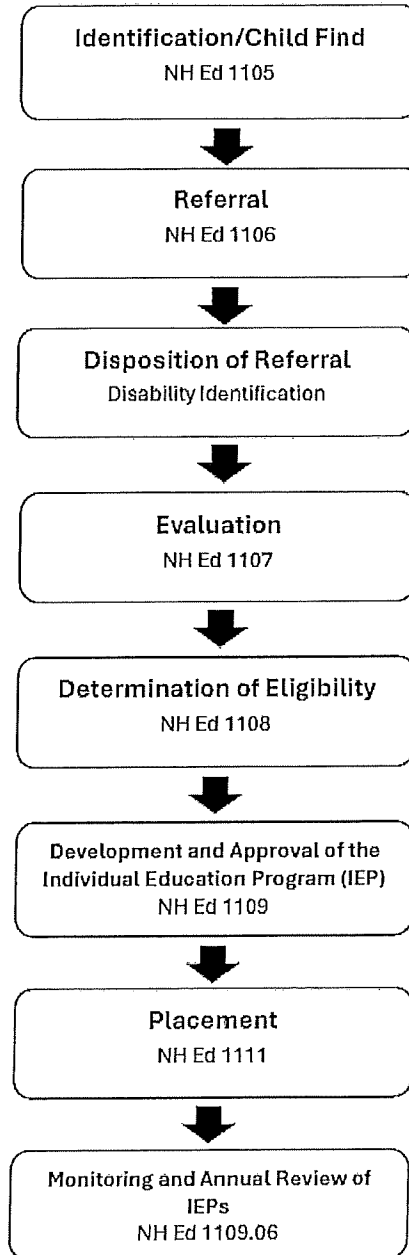 Identification/Child Find
NH Ed 1105
Referral
NH Ed 1106
Disposition of Referral
Disability Identification
Evaluation
NH Ed 1107
Determination of Eligibility
NH Ed 1108
Development and Approval of the
Individual Education Program (IEP)
NH Ed 1109
Placement
NH Ed 1111
Monitoring and Annual Review of
IEPs
NH Ed 1109.06